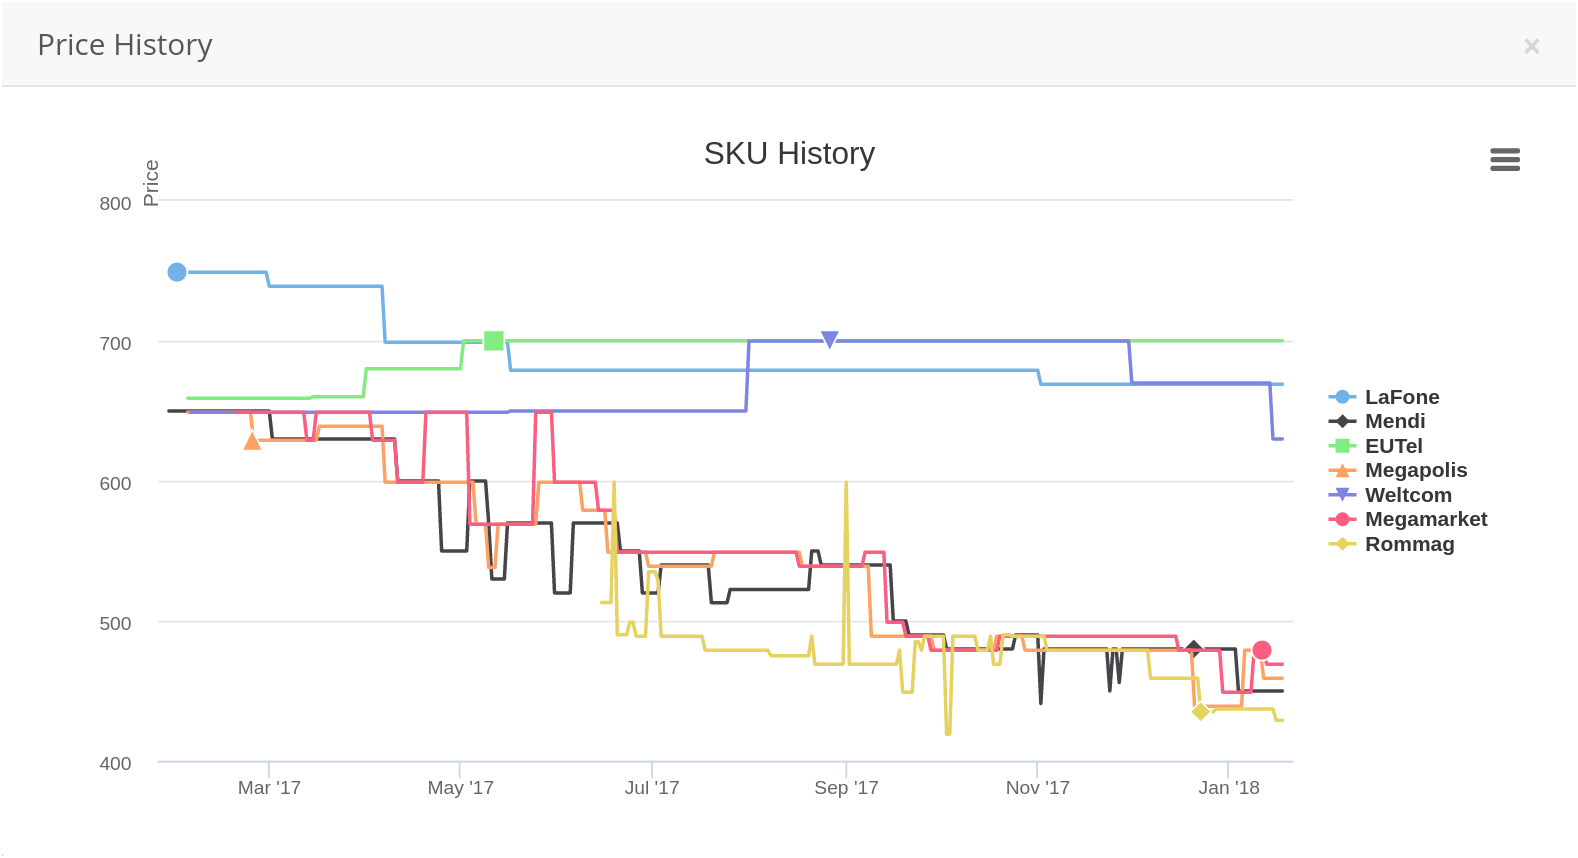 Price History
×
SKU History
Price
800
700
600
500
400
Mar '17
May '17
Jul '17
Sep '17
Nov '17
Jan '18
LaFone
Mendi
EUTel
Megapolis
Weltcom
Megamarket
Rommag